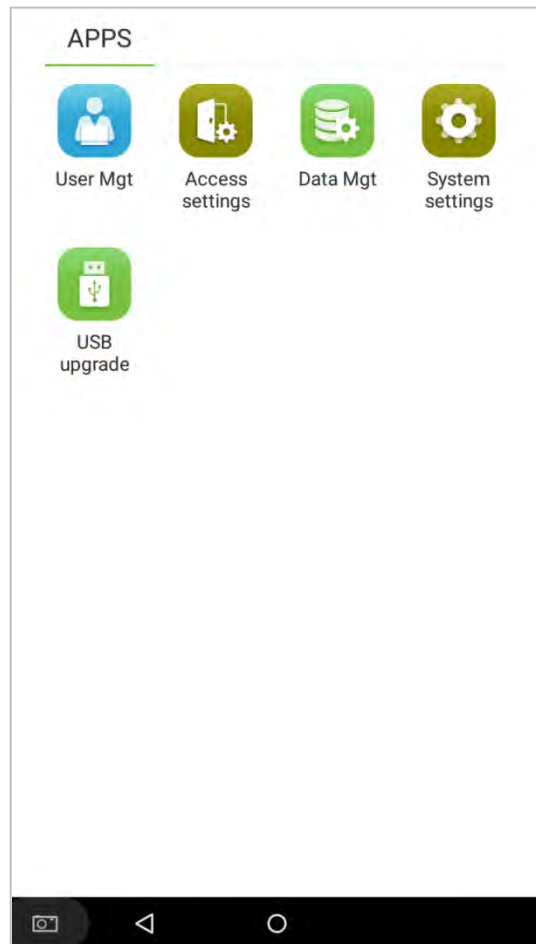 APPS
User Mgt
Access
settings
Data Mgt
System
settings
USB
upgrade